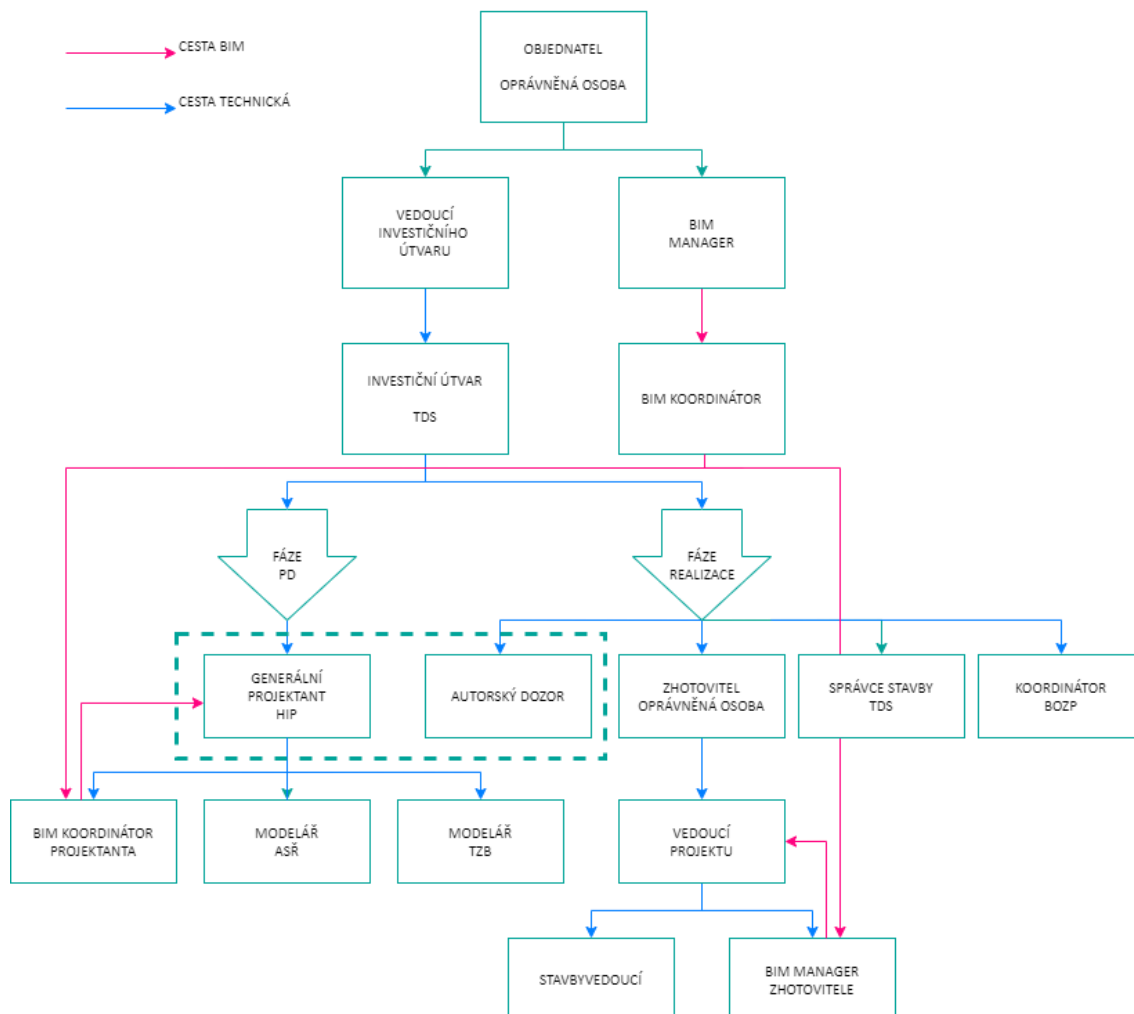 CESTA BIM
CESTA TECHNICKÁ
OBJEDNATEL
OPRÁVNĚNÁ OSOBA
VEDOUCÍ
INVESTIČNÍHO
ÚTVARU
BIM
MANAGER
INVESTIČNÍ ÚTVAR
TDS
BIM KOORDINÁTOR
FÁZE
PD
FÁZE
REALIZACE
GENERÁLNÍ
PROJEKTANT
HIP
AUTORSKÝ DOZOR
ZHOTOVITEL
OPRÁVNĚNÁ OSOBA
SPRÁVCE STAVBY
TDS
KOORDINÁTOR
BOZP
BIM KOORDINÁTOR
PROJEKTANTA
MODELÁŘ
ASŘ
MODELÁŘ
TZB
VEDOUCÍ
PROJEKTU
STAVBYVEDOUCÍ
BIM MANAGER
ZHOTOVITELE